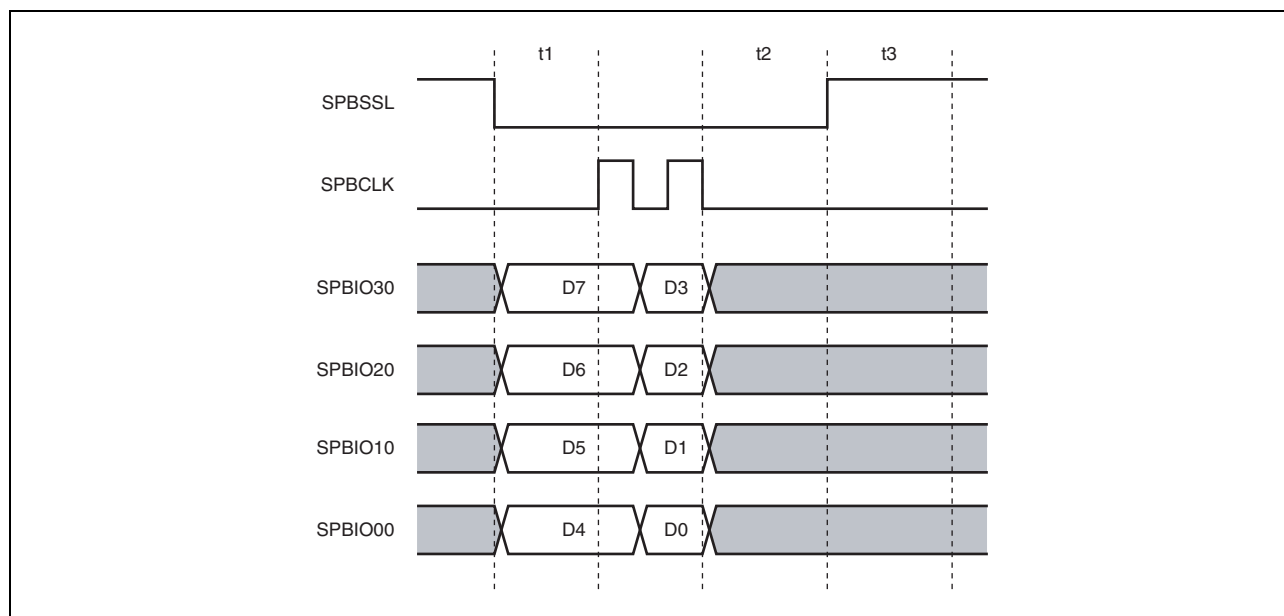 t1 t2 t3
SPBSSL
SPBCLK
SPBIO30 D7 D3
SPBIO20 D6 D2
SPBIO10 D5 D1
SPBIO00 D4 D0